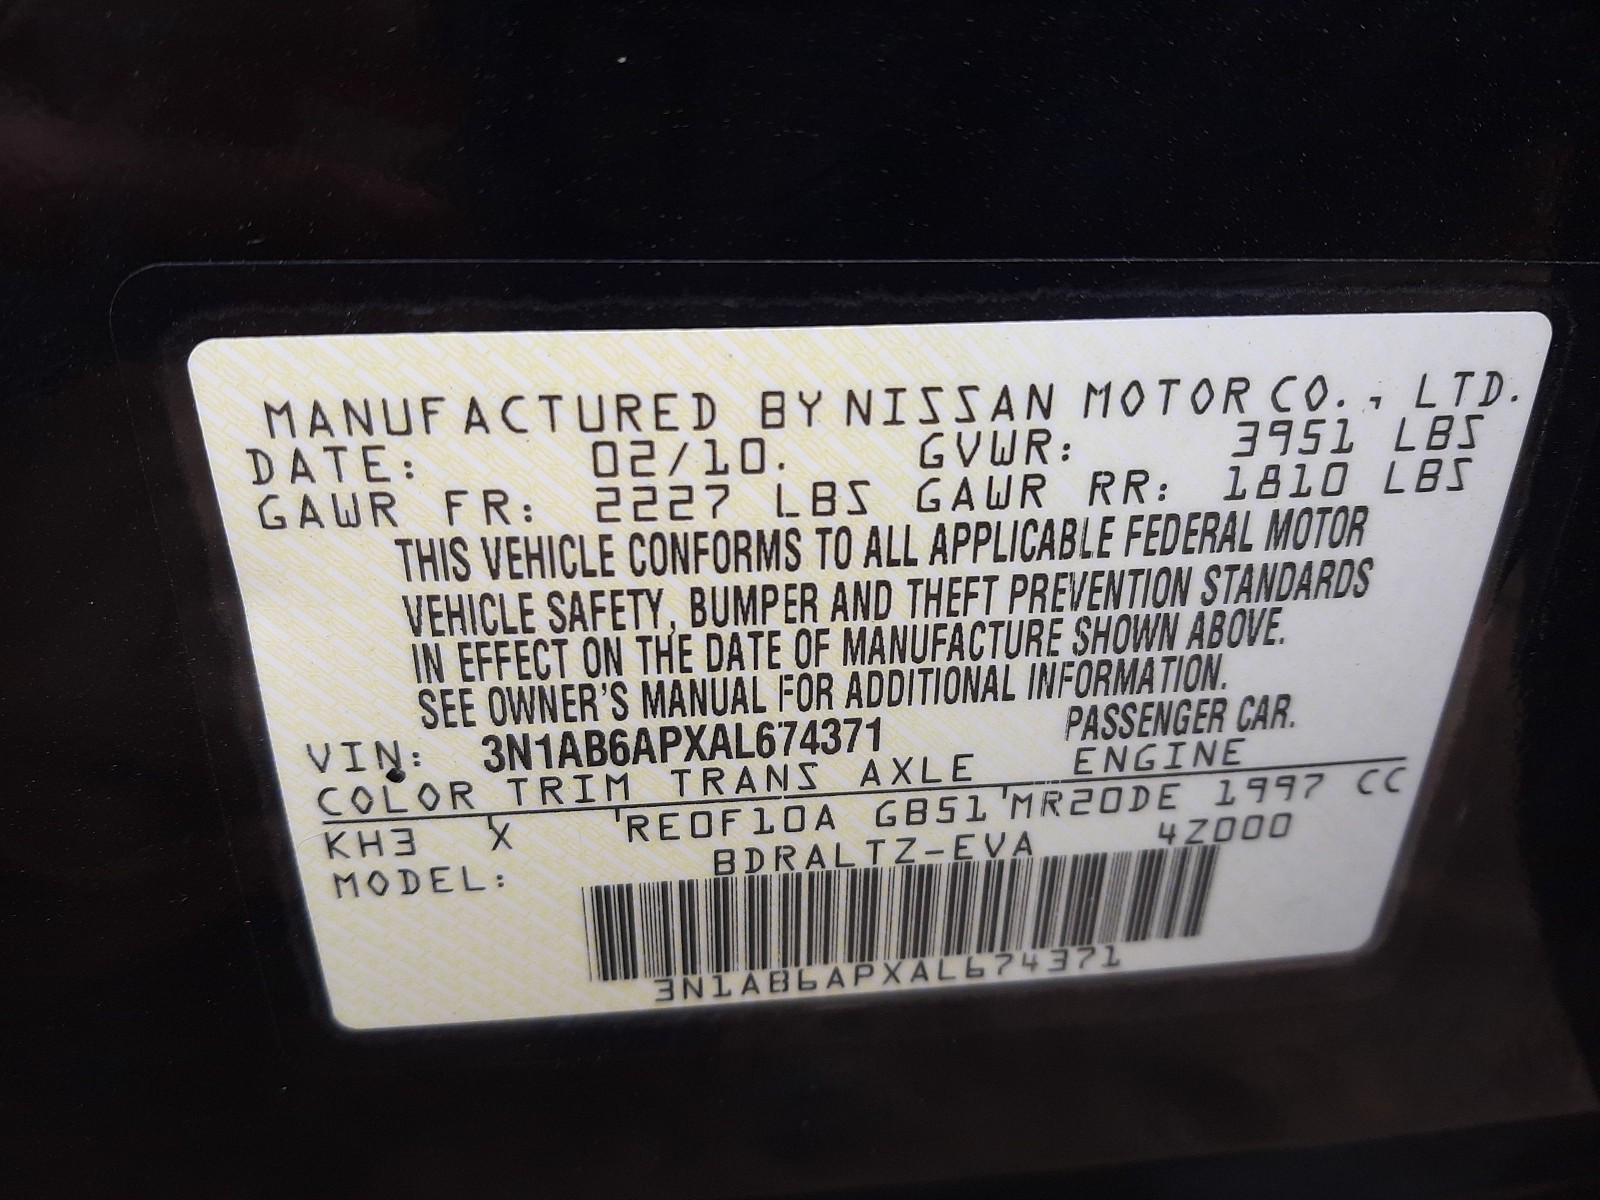 MANUFACTURED BY NISSAN MOTOR CO., LTD.
DATE: 02/10. GVWR: 3951 LBS
GAWR FR: 2227 LBS GAWR RR: 1810 LBS
THIS VEHICLE CONFORMS TO ALL APPLICABLE FEDERAL MOTOR
VEHICLE SAFETY, BUMPER AND THEFT PREVENTION STANDARDS
IN EFFECT ON THE DATE OF MANUFACTURE SHOWN ABOVE.
SEE OWNER'S MANUAL FOR ADDITIONAL INFORMATION.
VIN: 3N1AB6APXAL674371 PASSENGER CAR.
COLOR TRIM TRANS AXLE ENGINE
KH3 X RE0F10A GB51 MR20DE 1997 CC
MODEL: BDRALTZ-EVA 4Z000
3N1AB6APXAL674371